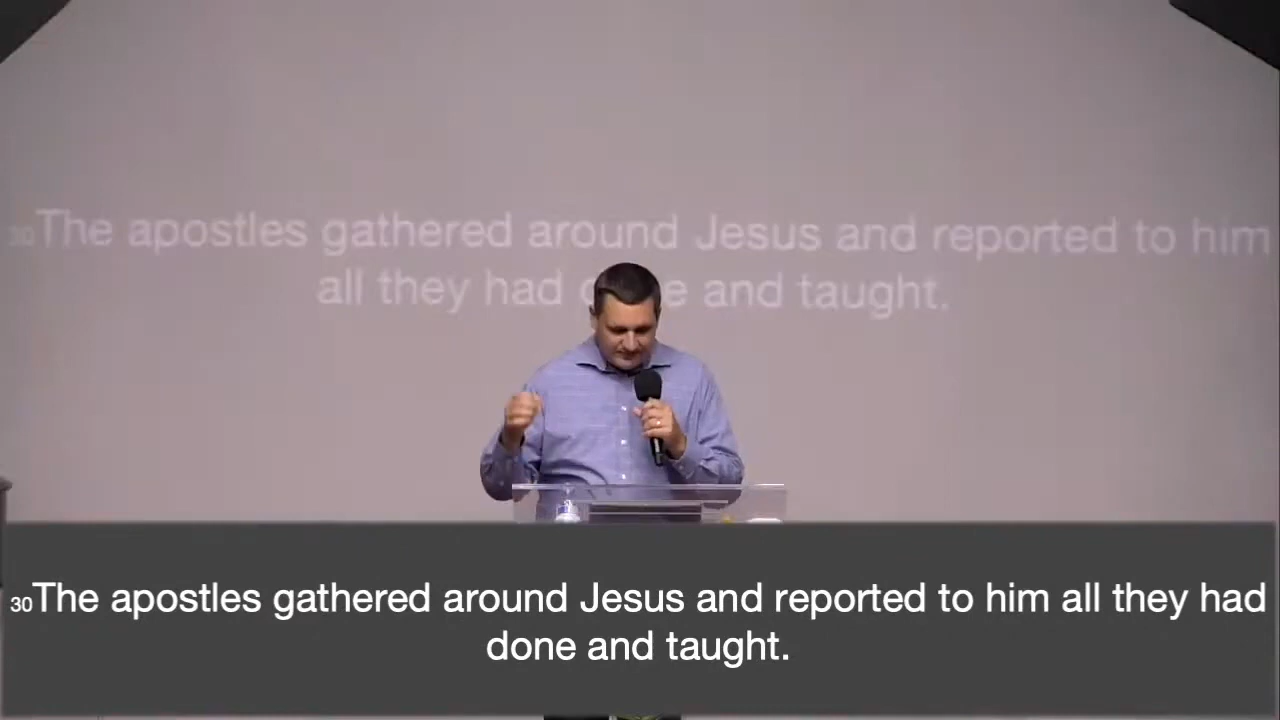 30The apostles gathered around Jesus and reported to him
all they had done and taught.
30The apostles gathered around Jesus and reported to him all they had
done and taught.